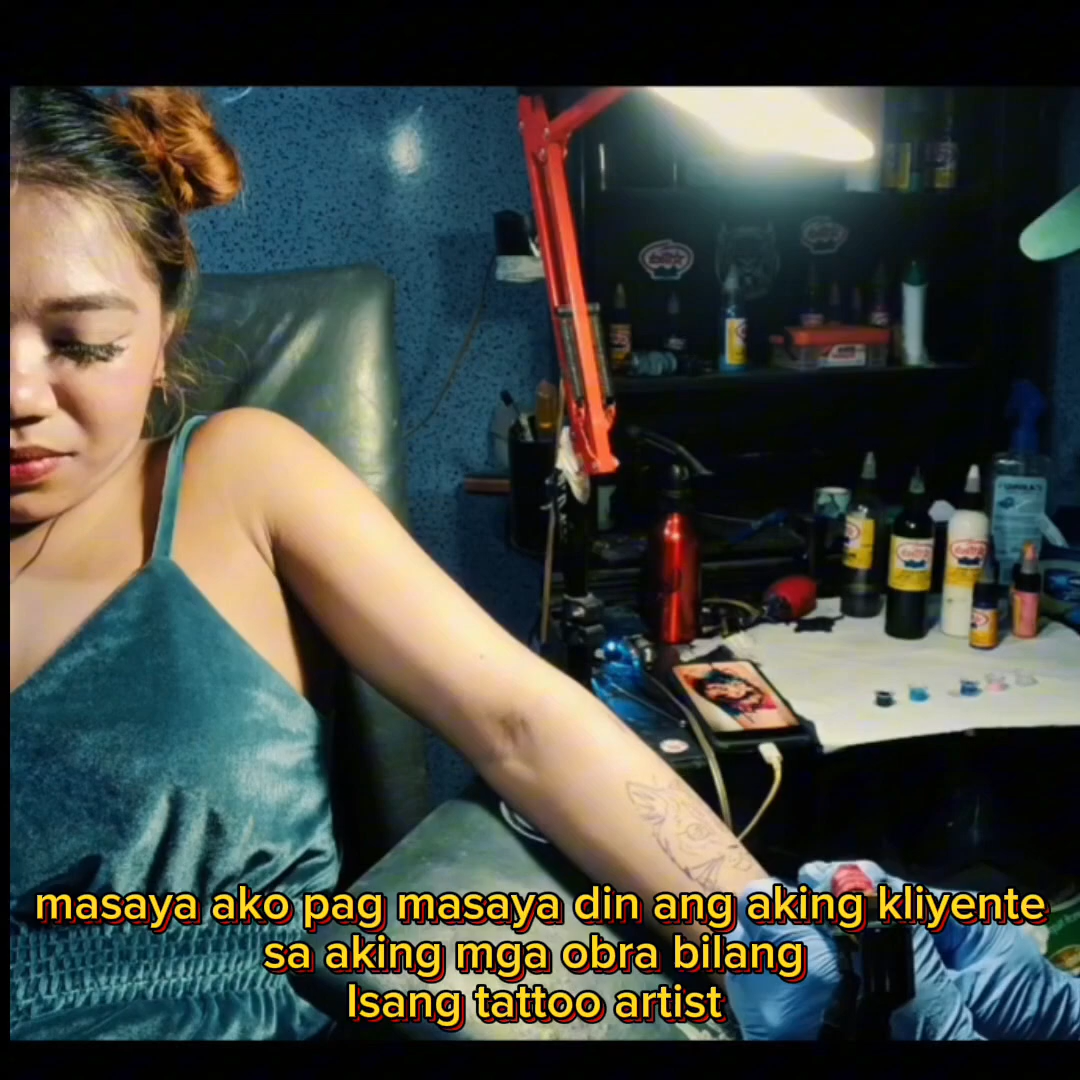 masaya ako pag masaya din ang aking kliyente
sa aking mga obra bilang
Isang tattoo artist